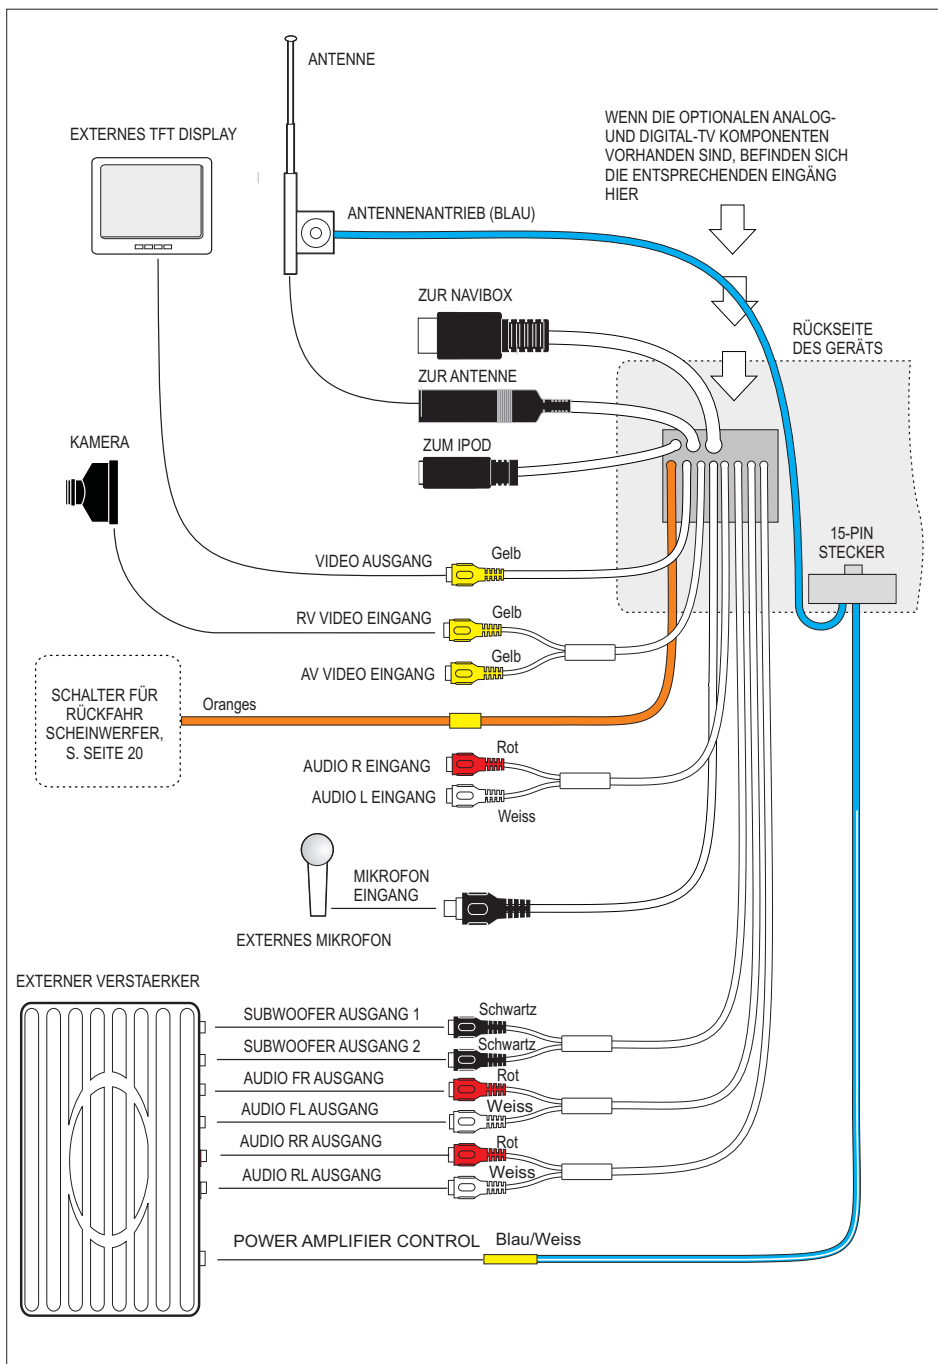 ANTENNE
EXTERNES TFT DISPLAY
WENN DIE OPTIONALEN ANALOG-
UND DIGITAL-TV KOMPONENTEN
VORHANDEN SIND, BEFINDEN SICH
DIE ENTSPRECHENDEN EINGÄNG
HIER
ANTENNENANTRIEB (BLAU)
ZUR NAVIBOX
RÜCKSEITE
DES GERÄTS
ZUR ANTENNE
KAMERA
ZUM IPOD
15-PIN
STECKER
VIDEO AUSGANG
Gelb
RV VIDEO EINGANG
Gelb
AV VIDEO EINGANG
Gelb
SCHALTER FÜR
RÜCKFAHR
SCHEINWERFER,
S. SEITE 20
Oranges
AUDIO R EINGANG
Rot
AUDIO L EINGANG
Weiss
MIKROFON
EINGANG
EXTERNES MIKROFON
EXTERNER VERSTAERKER
SUBWOOFER AUSGANG 1
Schwartz
SUBWOOFER AUSGANG 2
Schwartz
AUDIO FR AUSGANG
Rot
AUDIO FL AUSGANG
Weiss
AUDIO RR AUSGANG
Rot
AUDIO RL AUSGANG
Weiss
POWER AMPLIFIER CONTROL
Blau/Weiss